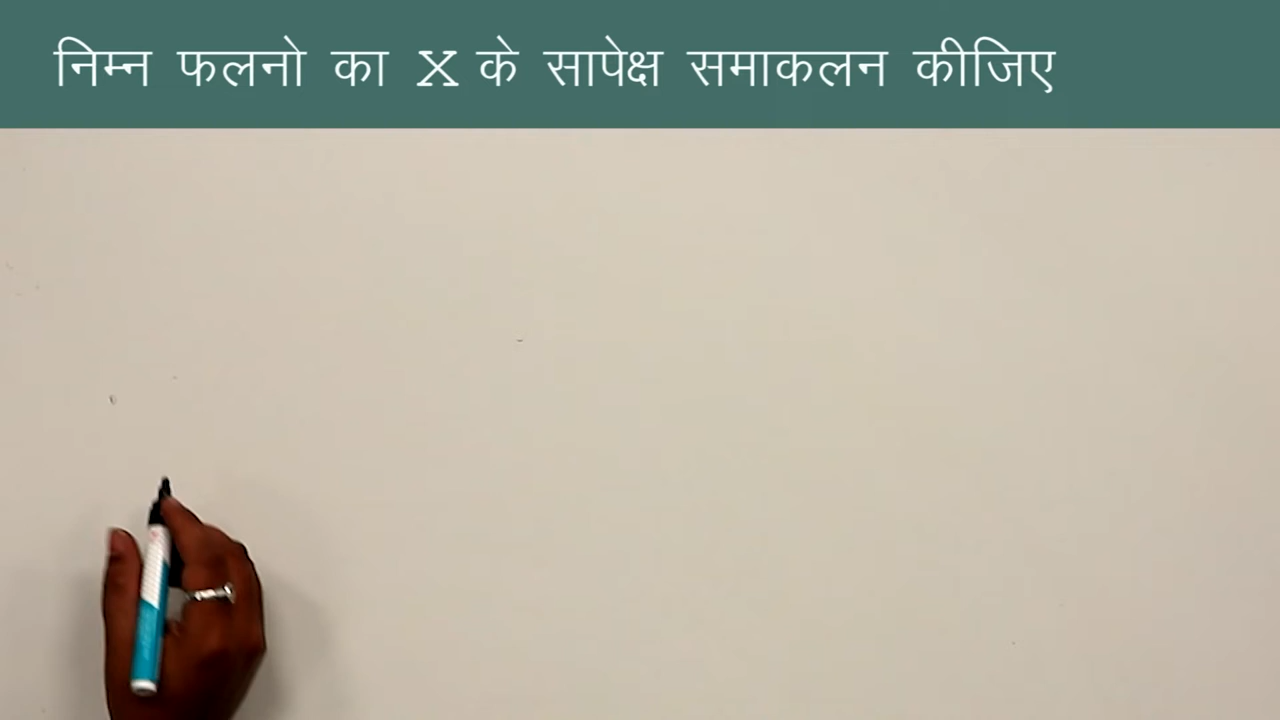 निम्न फलनो का X के सापेक्ष समाकलन कीजिए